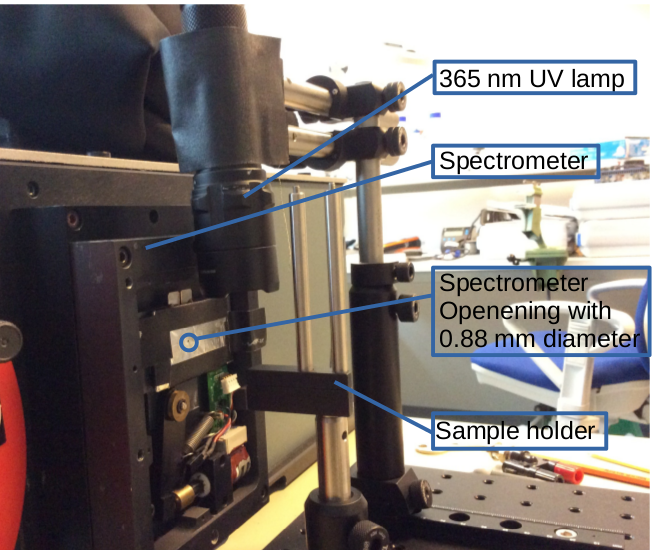 365 nm UV lamp
Spectrometer
Spectrometer
Openening with
0.88 mm diameter
Sample holder